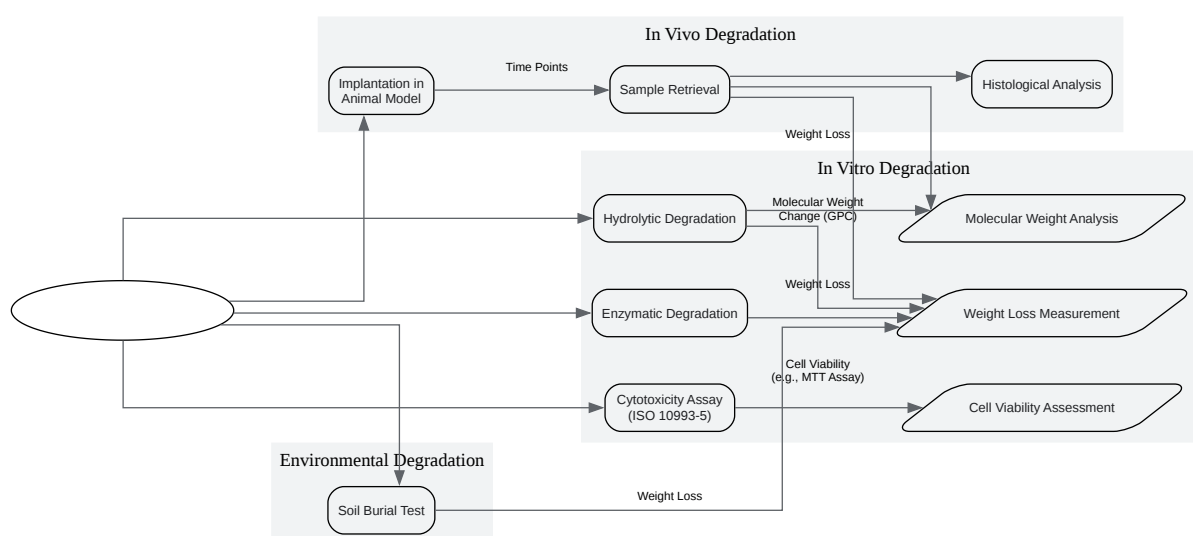 In Vivo Degradation
Implantation in
Animal Model
Time Points
Sample Retrieval
Histological Analysis
Weight Loss
In Vitro Degradation
Hydrolytic Degradation
Molecular Weight
Change (GPC)
Molecular Weight Analysis
Weight Loss
Enzymatic Degradation
Weight Loss Measurement
Cell Viability
(e.g., MTT Assay)
Cytotoxicity Assay
(ISO 10993-5)
Cell Viability Assessment
Environmental Degradation
Soil Burial Test
Weight Loss